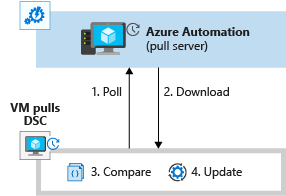 Azure Automation
(pull server)
1. Poll
2. Download
VM pulls
DSC
3. Compare
4. Update